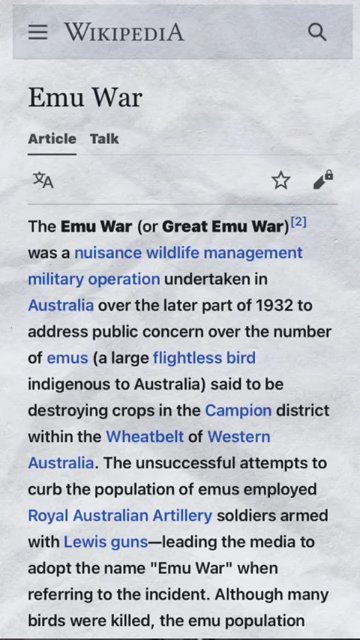 WIKIPEDIA
Emu War
Article Talk
The Emu War (or Great Emu War)[2]
was a nuisance wildlife management
military operation undertaken in
Australia over the later part of 1932 to
address public concern over the number
of emus (a large flightless bird
indigenous to Australia) said to be
destroying crops in the Campion district
within the Wheatbelt of Western
Australia. The unsuccessful attempts to
curb the population of emus employed
Royal Australian Artillery soldiers armed
with Lewis guns—leading the media to
adopt the name "Emu War" when
referring to the incident. Although many
birds were killed, the emu population